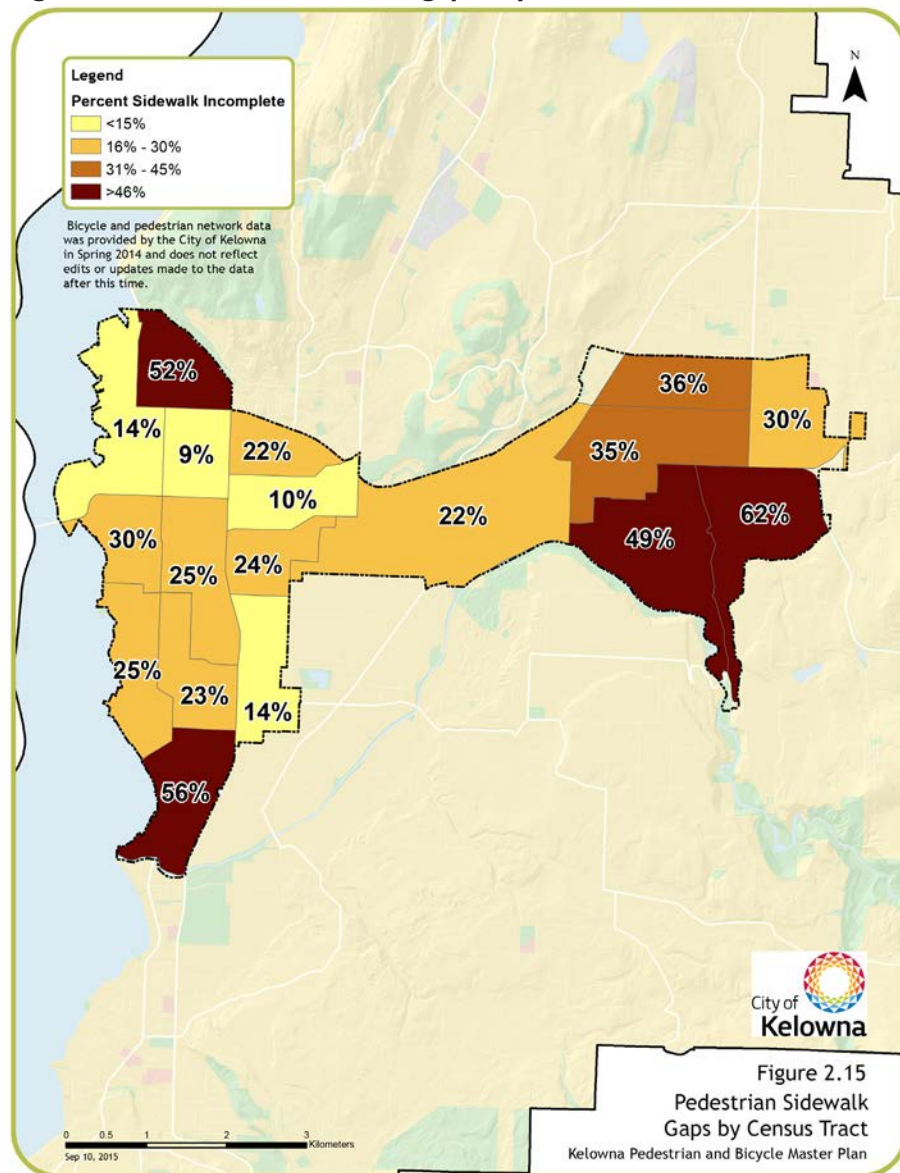 N
Legend
Percent Sidewalk Incomplete
<15%
16% - 30%
31% - 45%
>46%
Bicycle and pedestrian network data
was provided by the City of Kelowna
in Spring 2014 and does not reflect
edits or updates made to the data
after this time.
52%
36%
30%
14%
9%
22%
35%
10%
22%
62%
30%
24%
49%
25%
25%
23%
14%
56%
City of
Kelowna
Figure 2.15
Pedestrian Sidewalk
Gaps by Census Tract
Kelowna Pedestrian and Bicycle Master Plan
0 0.5 1 2 3
Kilometers
Sep 10, 2015